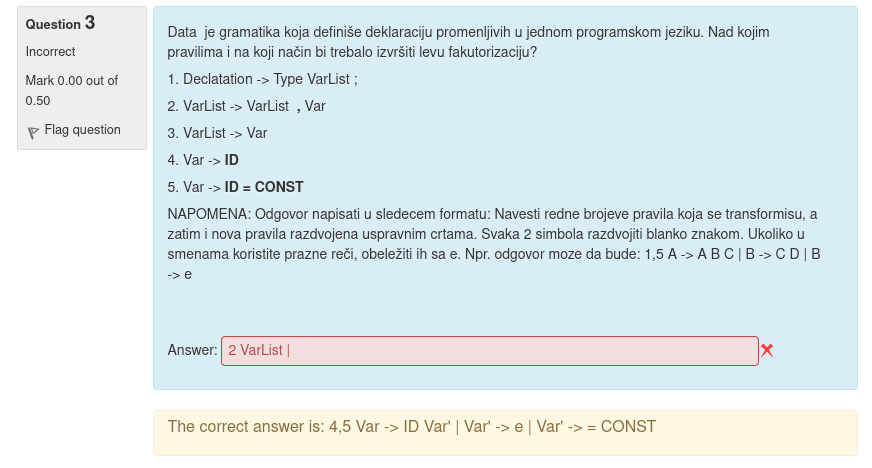 Question 3
Incorrect
Mark 0.00 out of
0.50
Flag question
Data je gramatika koja definiše deklaraciju promenljivih u jednom programskom jeziku. Nad kojim
pravilima i na koji način bi trebalo izvršiti levu fakutorizaciju?
1. Declatation -> Type VarList ;
2. VarList -> VarList , Var
3. VarList -> Var
4. Var -> ID
5. Var -> ID = CONST
NAPOMENA: Odgovor napisati u sledecem formatu: Navesti redne brojeve pravila koja se transformisu, a
zatim i nova pravila razdvojena uspravnim crtama. Svaka 2 simbola razdvojiti blanko znakom. Ukoliko u
smenama koristite prazne reči, obeležiti ih sa e. Npr. odgovor moze da bude: 1,5 A -> A B C | B -> C D | B
-> e
Answer: 2 VarList |
The correct answer is: 4,5 Var -> ID Var' | Var' -> e | Var' -> = CONST